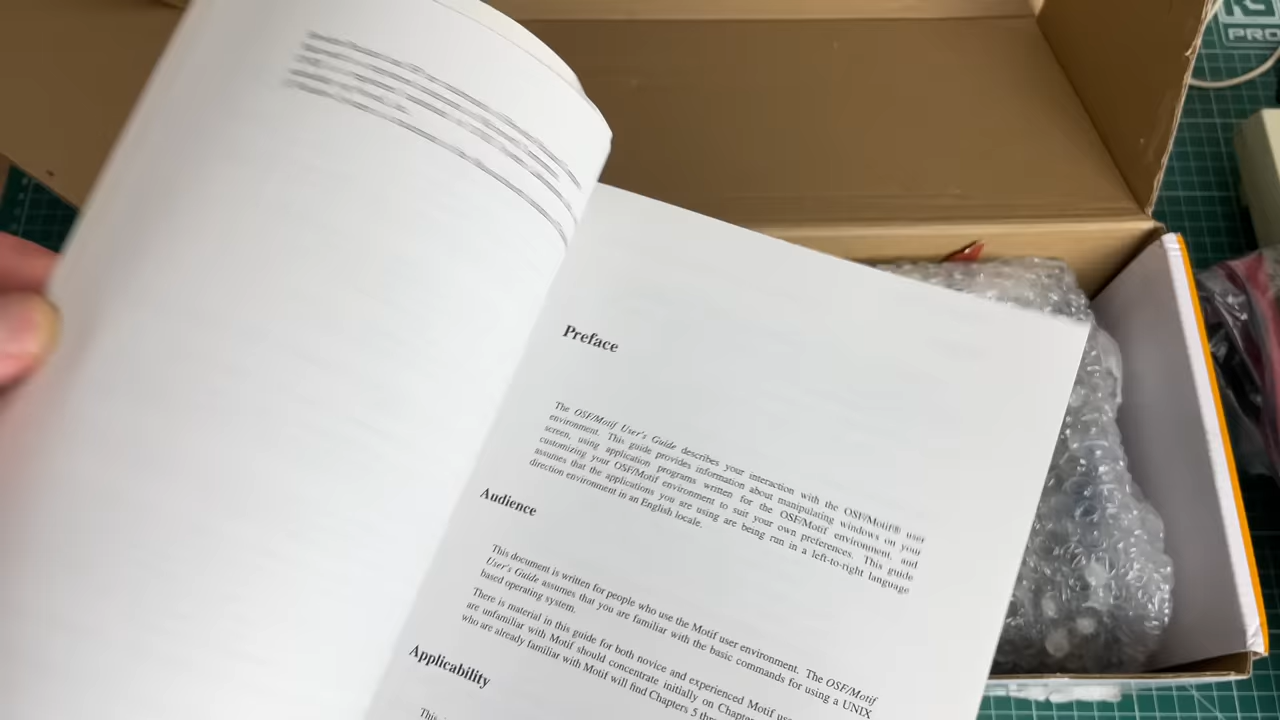 PRO
Preface
The OSF/Motif User's Guide describes your interaction with the OSF/Motif® user
environment. This guide provides information about manipulating windows on your
screen, using application programs written for the OSF/Motif environment, and
customizing your OSF/Motif environment to suit your own preferences. This guide
assumes that the applications you are using are being run in a left-to-right language
direction environment in an English locale.
Audience
This document is written for people who use the Motif user environment. The OSF/Motif
User's Guide assumes that you are familiar with the basic commands for using a UNIX
based operating system.
There is material in this guide for both novice and experienced Motif
are unfamiliar with Motif should concentrate initially on
who are already familiar with Motif will find Chapters 5
Applicability
This